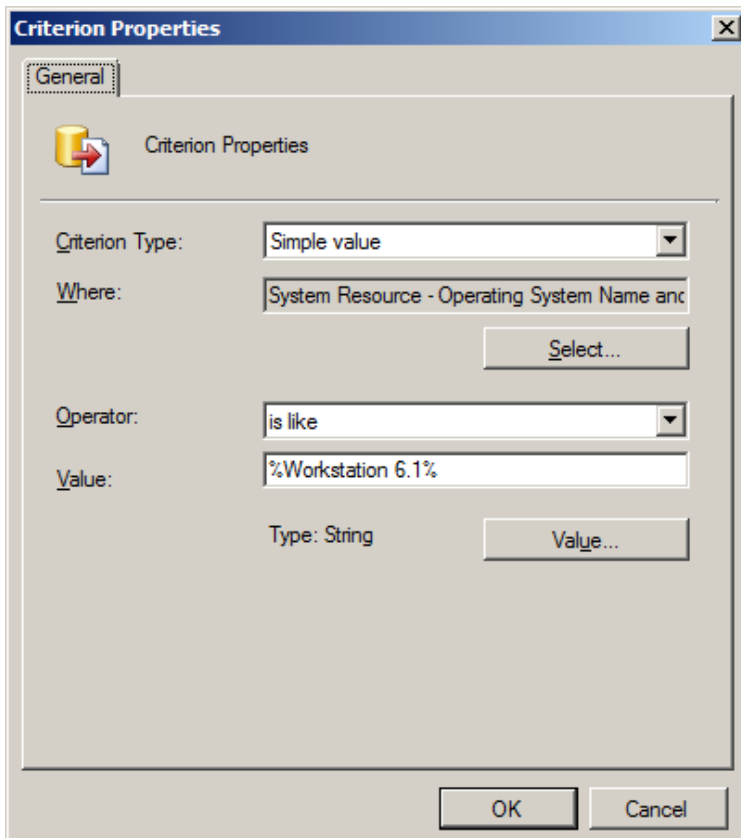 Criterion Properties
General
Criterion Properties
Criterion Type: Simple value
Where: System Resource - Operating System Name and
Select...
Operator: is like
Value: %Workstation 6.1%
Type: String Value...
OK Cancel